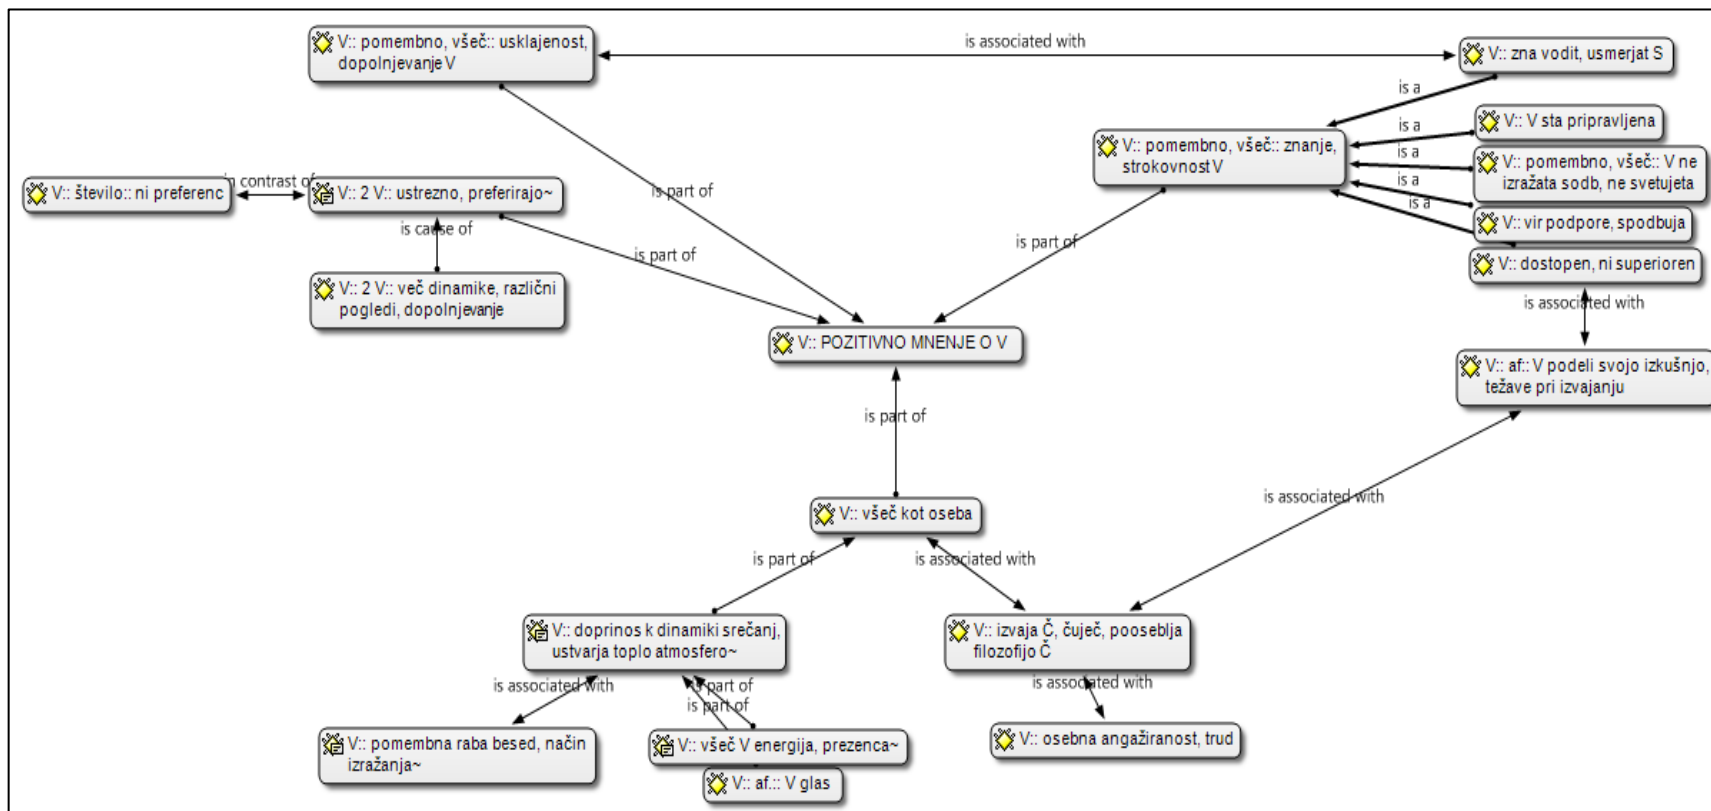 V:: pomembno, všeč:: usklajenost,
dopolnjevanje V
is associated with
V:: zna vodit, usmerjat S
is a
V:: V sta pripravljena
is a
V:: pomembno, všeč:: znanje,
strokovnost V
is a
V:: pomembno, všeč:: V ne
izražata sodb, ne svetujeta
is a
is a
V:: vir podpore, spodbuja
V:: dostopen, ni superioren
in contrast of
V:: število:: ni preferenc
V:: 2 V:: ustrezno, preferirajo~
is part of
is cause of
is part of
is part of
V:: 2 V:: več dinamike, različni
pogledi, dopolnjevanje
is associated with
V:: POZITIVNO MNENJE O V
V:: af:: V podeli svojo izkušnjo,
težave pri izvajanju
is part of
is associated with
V:: všeč kot oseba
is part of
is associated with
V:: doprinos k dinamiki srečanj,
ustvarja toplo atmosfero~
V:: izvaja Č, čuječ, pooseblja
filozofijo Č
is associated with
is part of
is part of
is associated with
V:: pomembna raba besed, način
izražanja~
V:: všeč V energija, prezenca~
V:: af.:: V glas
V:: osebna angažiranost, trud